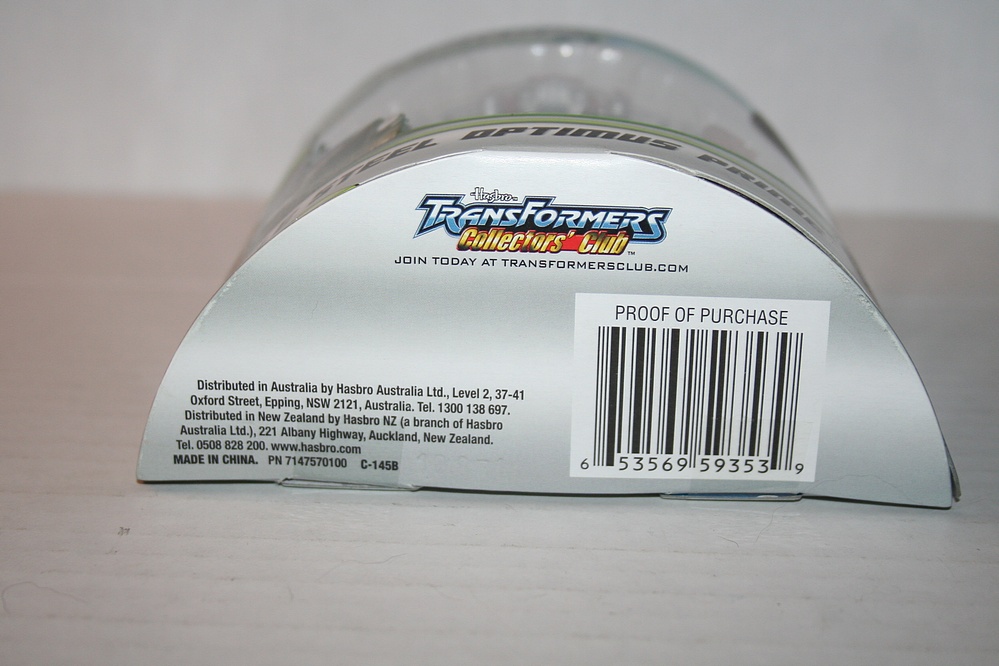 STEEL OPTIMUS PRIME
Hasbro
TRANSFORMERS
Collectors' Club™
JOIN TODAY AT TRANSFORMERSCLUB.COM
PROOF OF PURCHASE
6 53569 59353 9
Distributed in Australia by Hasbro Australia Ltd., Level 2, 37-41
Oxford Street, Epping, NSW 2121, Australia. Tel. 1300 138 697.
Distributed in New Zealand by Hasbro NZ (a branch of Hasbro
Australia Ltd.), 221 Albany Highway, Auckland, New Zealand.
Tel. 0508 828 200. www.hasbro.com
MADE IN CHINA. PN 7147570100 C-145B